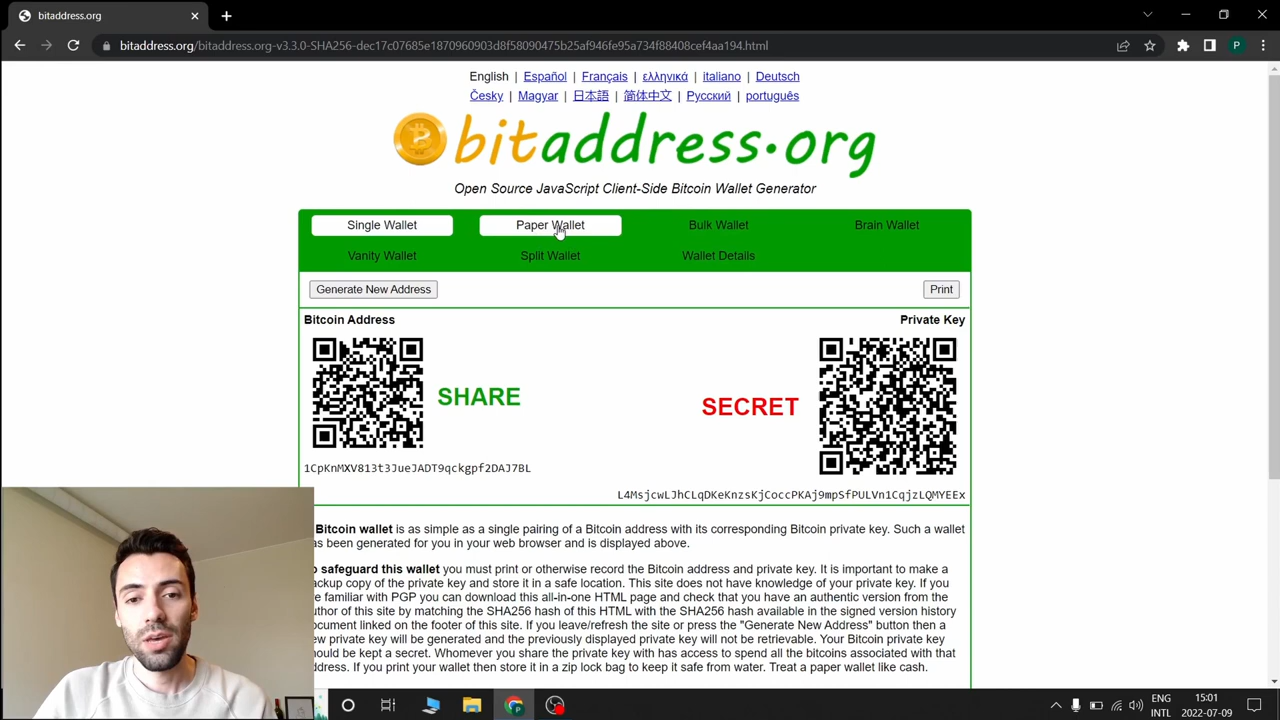 bitaddress.org
bitaddress.org/bitaddress.org-v3.3.0-SHA256-dec17c07685e1870960903d8f58090475b25af946fe95a734f88408cef4aa194.html
P
English | Español | Français | ελληνικά | italiano | Deutsch
Česky | Magyar | 日本語 | 简体中文 | Русский | português
bitaddress.org
Open Source JavaScript Client-Side Bitcoin Wallet Generator
Single Wallet Paper Wallet Bulk Wallet Brain Wallet
Vanity Wallet Split Wallet Wallet Details
Generate New Address Print
Bitcoin Address Private Key
SHARE SECRET
1CpKnMXV813t3JueJADT9qckgpf2DAJ7BL
L4MsjcwLJhCLqDKeKnzsKjCoccPKAj9mpSfPULVn1CqjzLQMYEEx
Bitcoin wallet is as simple as a single pairing of a Bitcoin address with its corresponding Bitcoin private key. Such a wallet
as been generated for you in your web browser and is displayed above.
o safeguard this wallet you must print or otherwise record the Bitcoin address and private key. It is important to make a
ackup copy of the private key and store it in a safe location. This site does not have knowledge of your private key. If you
re familiar with PGP you can download this all-in-one HTML page and check that you have an authentic version from the
uthor of this site by matching the SHA256 hash of this HTML with the SHA256 hash available in the signed version history
ocument linked on the footer of this site. If you leave/refresh the site or press the "Generate New Address" button then a
ew private key will be generated and the previously displayed private key will not be retrievable. Your Bitcoin private key
hould be kept a secret. Whomever you share the private key with has access to spend all the bitcoins associated with that
ddress. If you print your wallet then store it in a zip lock bag to keep it safe from water. Treat a paper wallet like cash.
ENG 15:01
INTL 2022-07-09